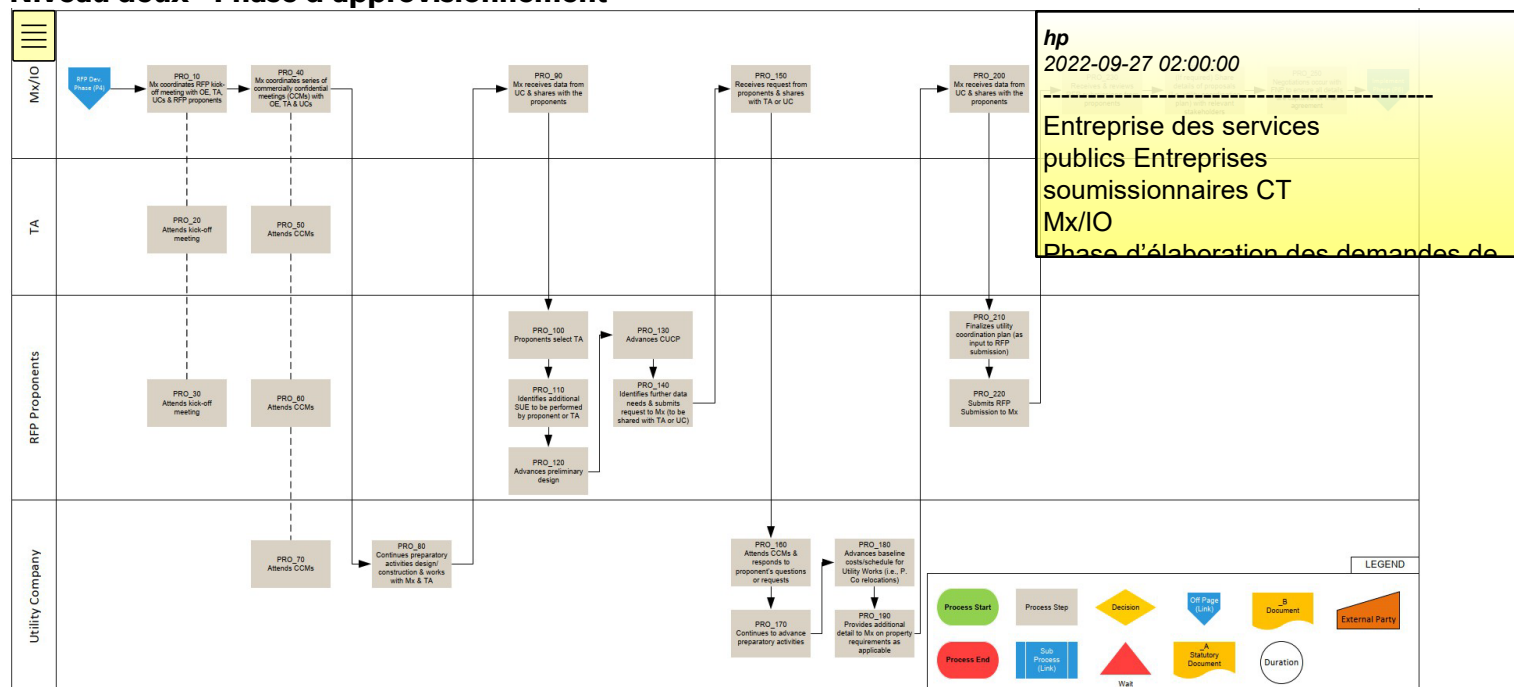 Niveau deux - Phase d'approvisionnement
hp
2022-09-27 02:00:00
Entreprise des services
publics Entreprises
soumissionnaires CT
Mx/IO
Phase d'élaboration des demandes de
Mx/IO
RFP Dev.
Phase (P4)
PRO_10
Mx coordinates RFP kick-
off meeting with OE, TA,
UCs & RFP proponents
PRO_40
Mx coordinates series of
commercially confidential
meetings (CCMs) with
OE, TA & UCs
PRO_90
Mx receives data from
UC & shares with the
proponents
PRO_150
Receives request from
proponents & shares
with TA or UC
PRO_200
Mx receives data from
UC & shares with the
proponents
proponents
agreement
TA
PRO_20
Attends kick-off
meeting
PRO_50
Attends CCMs
RFP Proponents
PRO_30
Attends kick-off
meeting
PRO_60
Attends CCMs
PRO_100
Proponents select TA
PRO_110
Identifies additional
SUE to be performed
by proponent or TA
PRO_120
Advances preliminary
design
PRO_130
Advances CUCP
PRO_140
Identifies further data
needs & submits
request to Mx (to be
shared with TA or UC)
PRO_210
Finalizes utility
coordination plan (as
input to RFP
submission)
PRO_220
Submits RFP
Submission to Mx
Utility Company
PRO_70
Attends CCMs
PRO_80
Continues preparatory
activities design/
construction & works
with Mx & TA
PRO_160
Attends CCMs &
responds to
proponent's questions
or requests
PRO_170
Continues to advance
preparatory activities
PRO_180
Advances baseline
costs/schedule for
Utility Works (i.e., P.
Co relocations)
PRO_190
Provides additional
detail to Mx on property
requirements as
applicable
LEGEND
Process Start
Process Step
Decision
Off Page
(Link)
_B
Document
External Party
Process End
Sub
Process
(Link)
Wait
_A
Statutory
Document
Duration